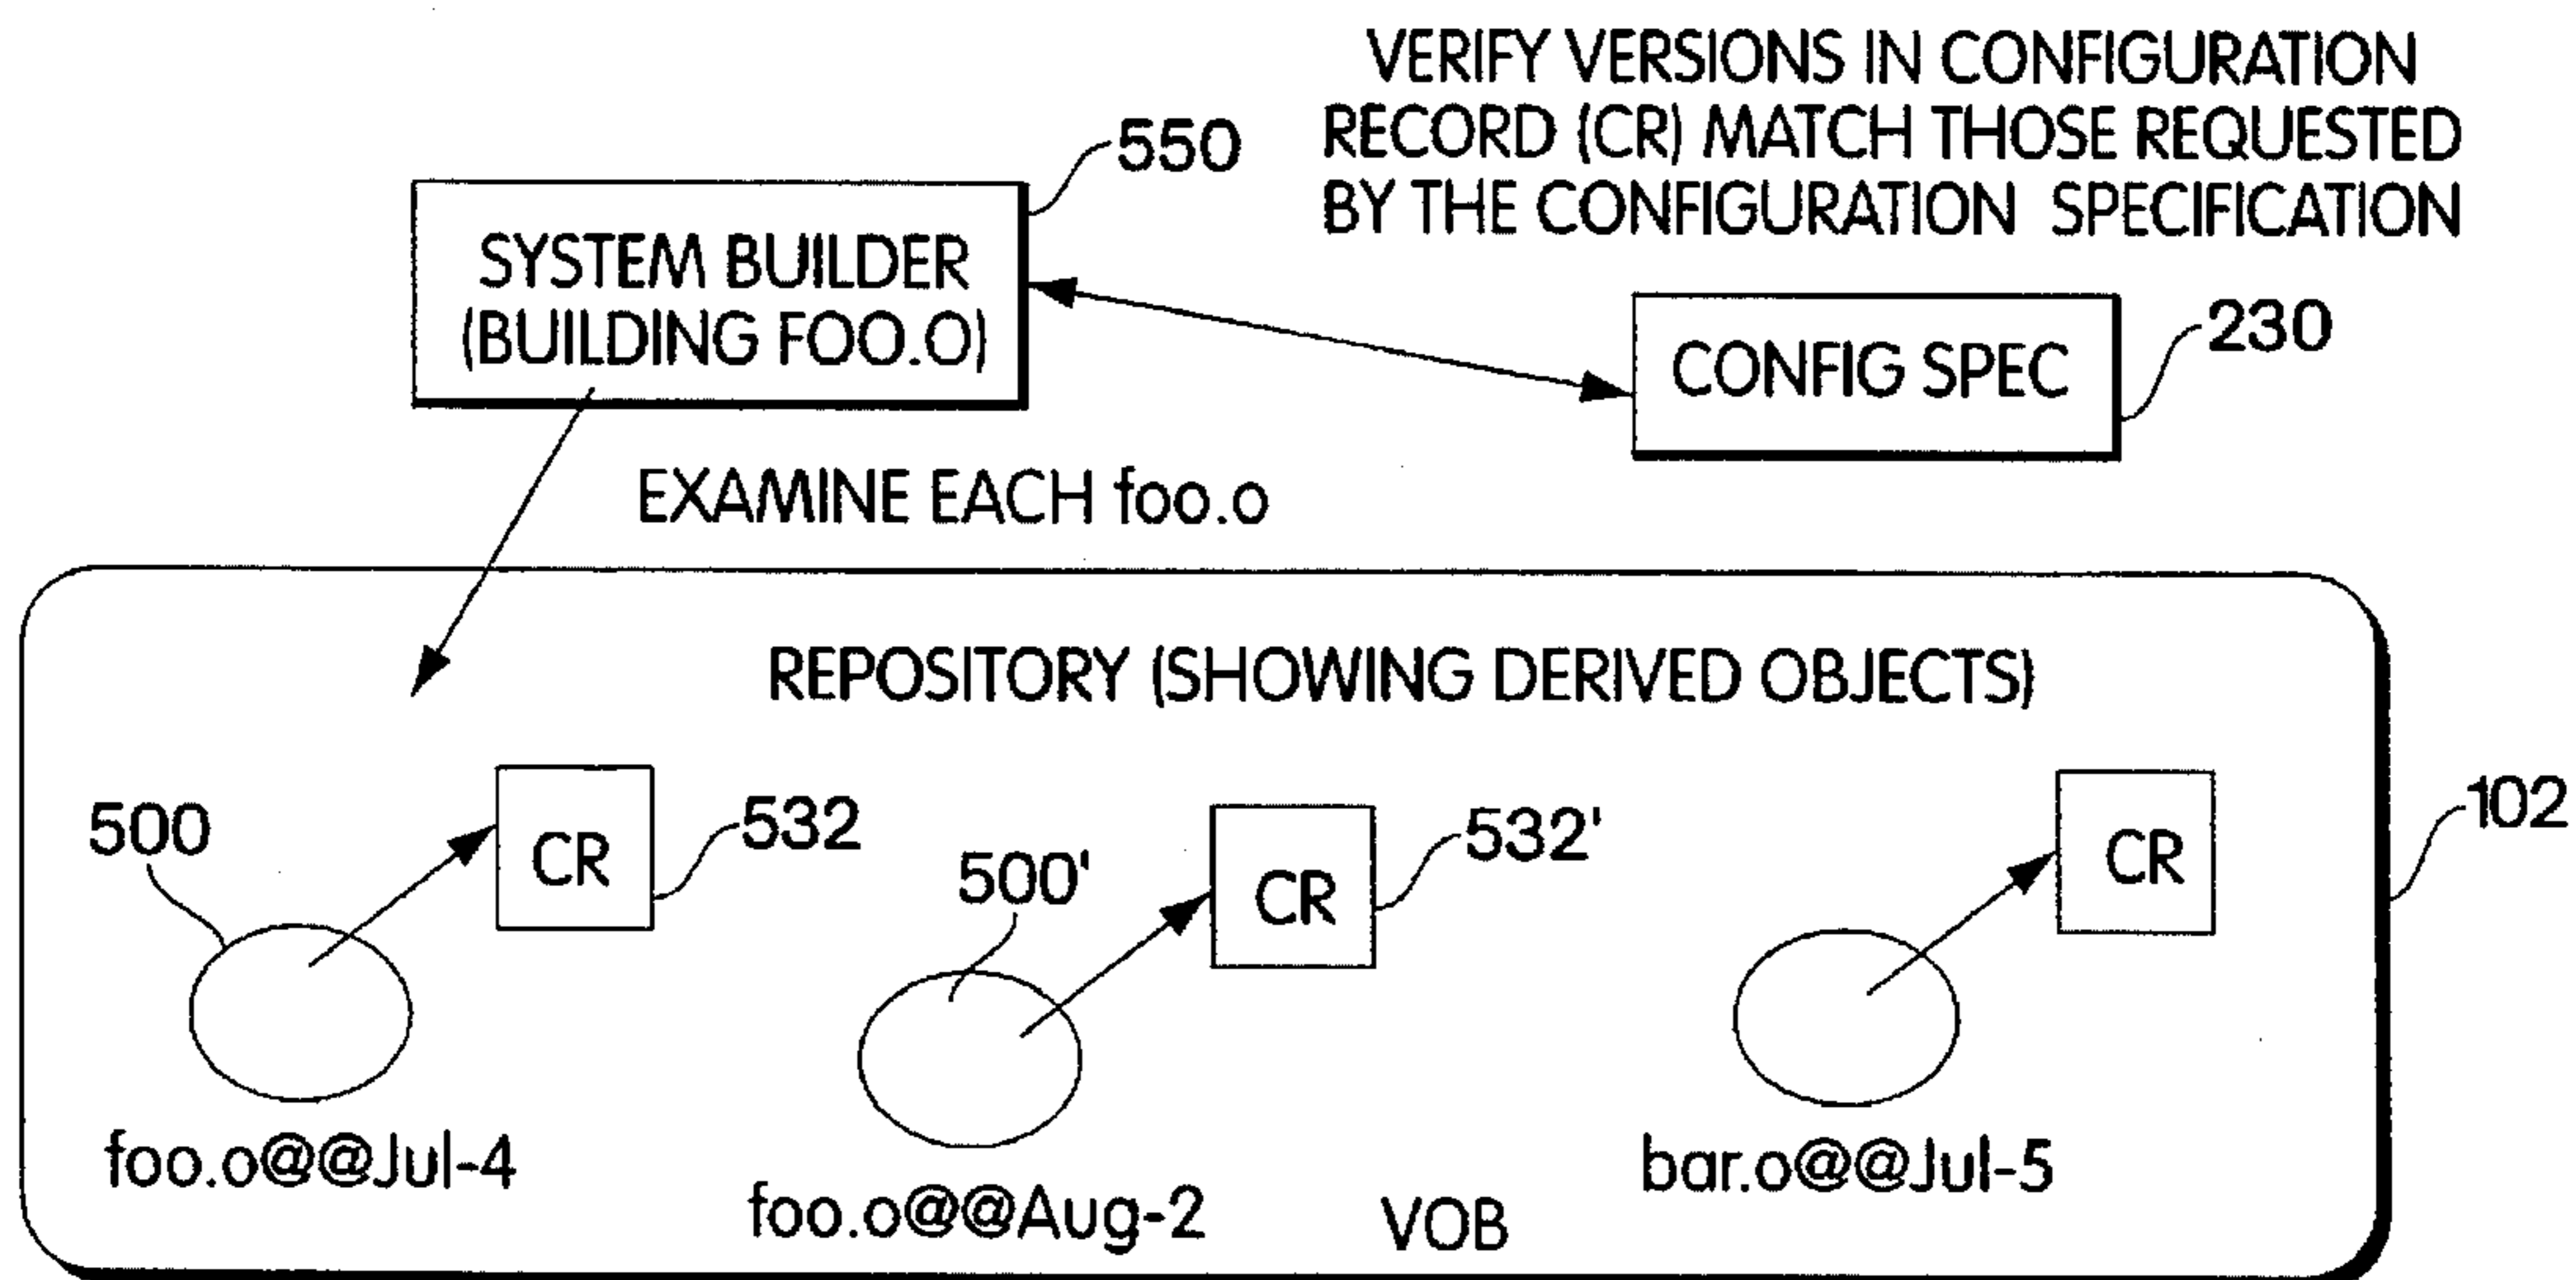 VERIFY VERSIONS IN CONFIGURATION
RECORD (CR) MATCH THOSE REQUESTED
BY THE CONFIGURATION SPECIFICATION
550
SYSTEM BUILDER
(BUILDING FOO.O)
230
CONFIG SPEC
EXAMINE EACH foo.o
REPOSITORY (SHOWING DERIVED OBJECTS)
500
CR
532
500'
CR
532'
CR
102
foo.o@@Jul-4
foo.o@@Aug-2
VOB
bar.o@@Jul-5